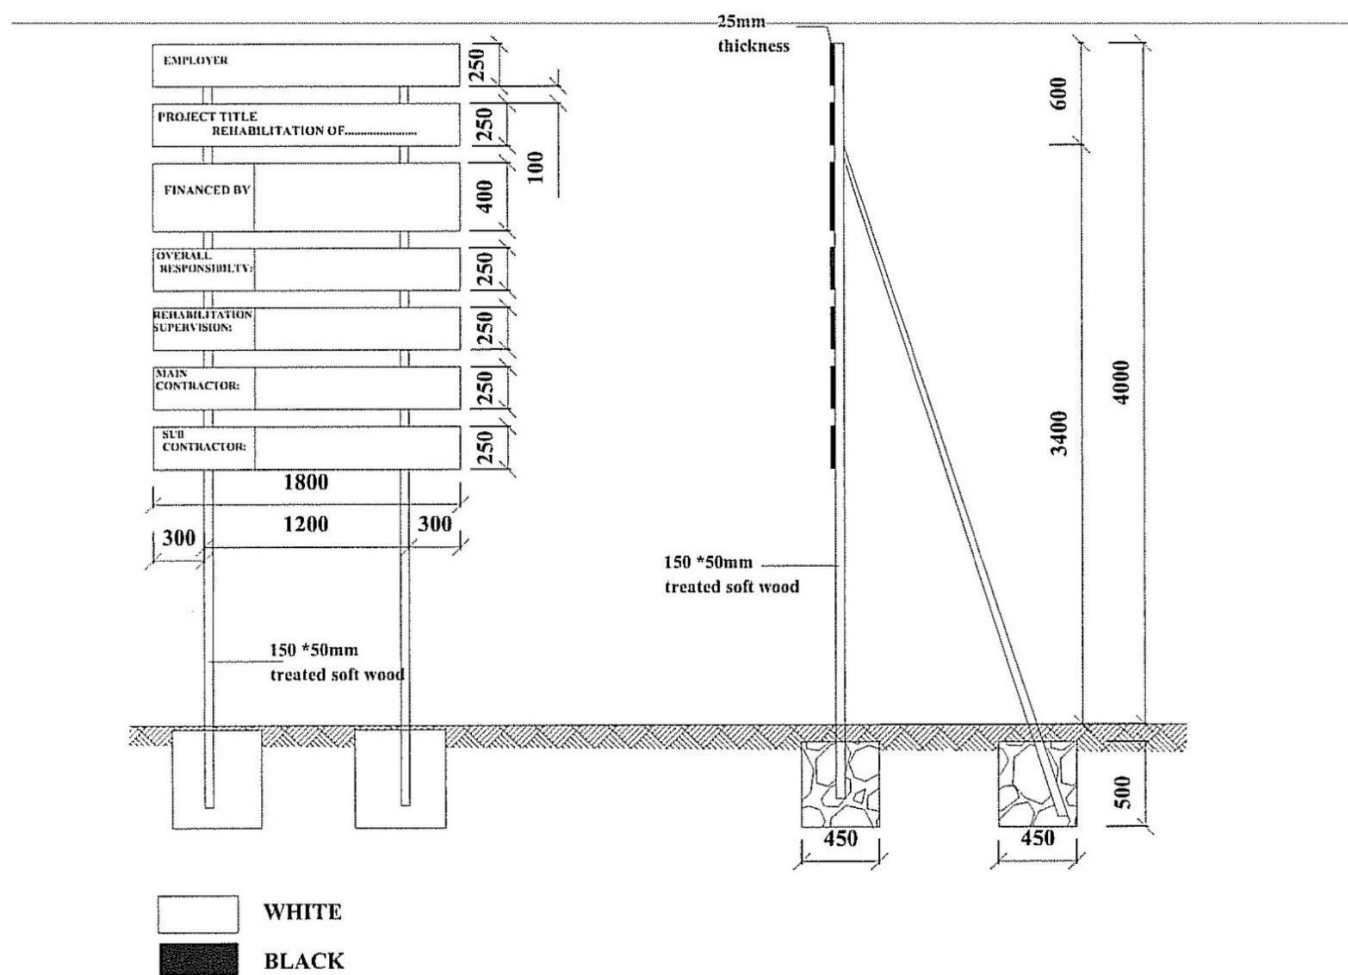 EMPLOYER
250
PROJECT TITLE
REHABILITATION OF........................
250
100
FINANCED BY
400
OVERALL
RESPONSIBILTY:
250
REHABILITATION
SUPERVISION:
250
MAIN
CONTRACTOR:
250
SUB
CONTRACTOR:
250
1800
300
1200
300
150 *50mm
treated soft wood
25mm
thickness
600
3400
4000
150 *50mm
treated soft wood
500
450
450
WHITE
BLACK